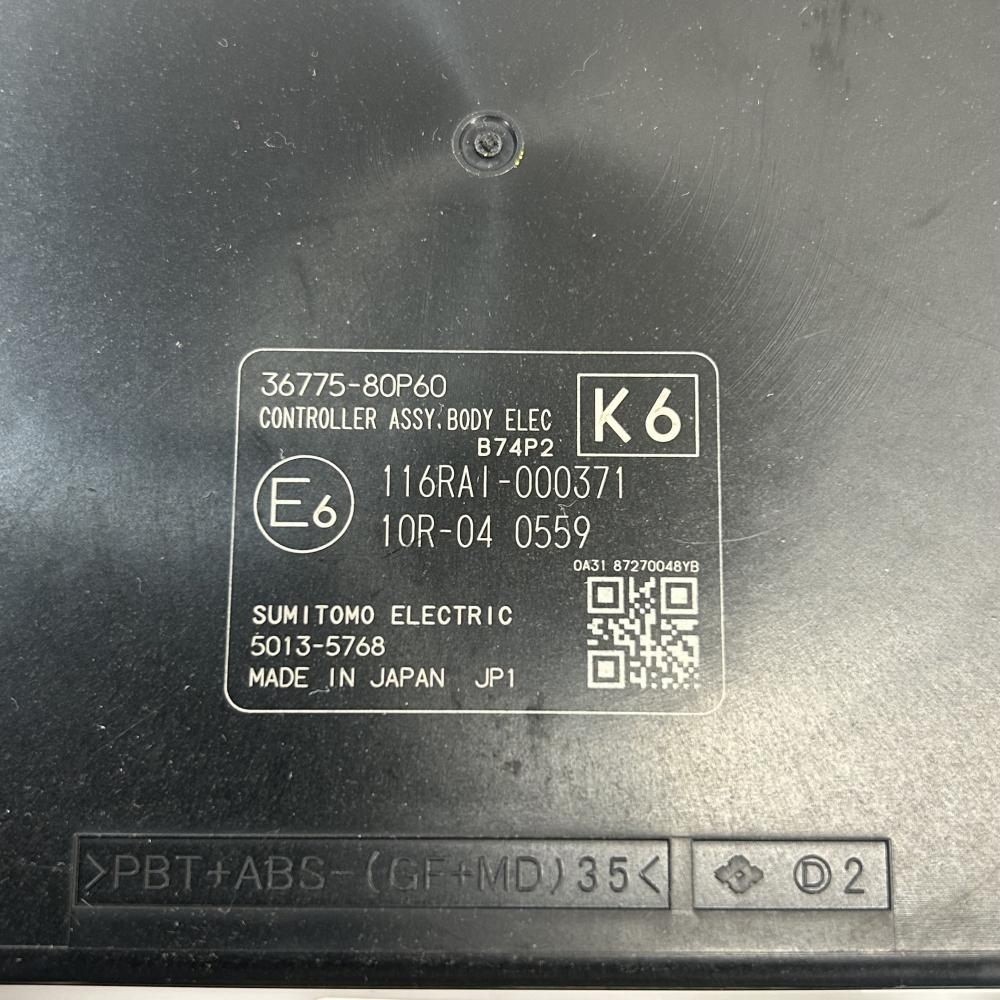 36775-80P60
CONTROLLER ASSY.BODY ELEC
K6
B74P2
E6
116RAI-000371
10R-04 0559
0A31 87270048YB
SUMITOMO ELECTRIC
5013-5768
MADE IN JAPAN JP1
>PBT+ABS-(GF+MD)35<
D2